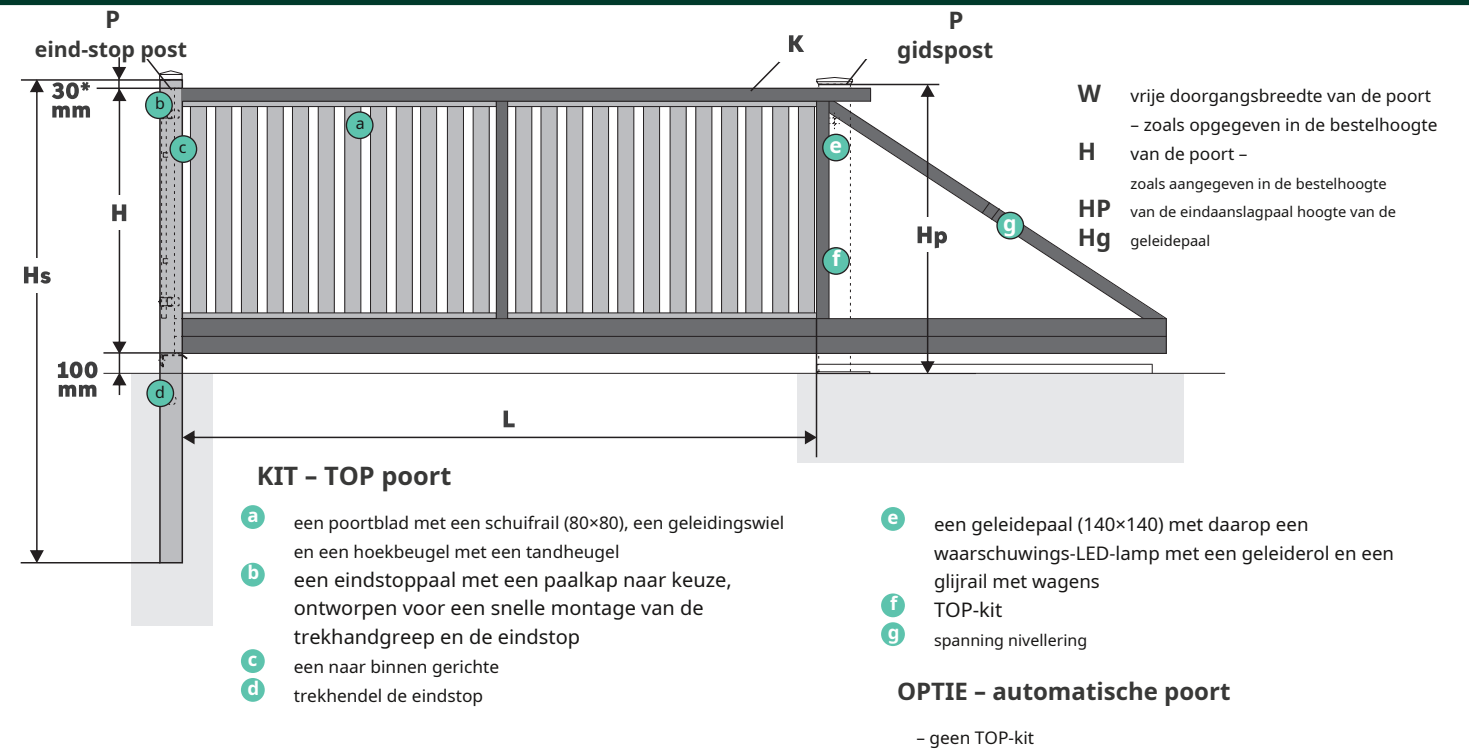 P
eind-stop post
K
P
gidspost
30*
mm
b
a
c
e
H
Hs
g
Hp
f
100
mm
d
L
W vrije doorgangsbreedte van de poort
– zoals opgegeven in de bestelhoogte
H van de poort –
zoals aangegeven in de bestelhoogte
HP van de eindaanslagpaal hoogte van de
Hg geleidepaal
KIT – TOP poort
a een poortblad met een schuifrail (80×80), een geleidingswiel
en een hoekbeugel met een tandheugel
b een eindstoppaal met een paalkap naar keuze,
ontworpen voor een snelle montage van de
trekhandgreep en de eindstop
c een naar binnen gerichte
d trekhendel de eindstop
e een geleidepaal (140×140) met daarop een
waarschuwings-LED-lamp met een geleiderol en een
glijrail met wagens
f TOP-kit
g spanning nivellering
OPTIE – automatische poort
– geen TOP-kit